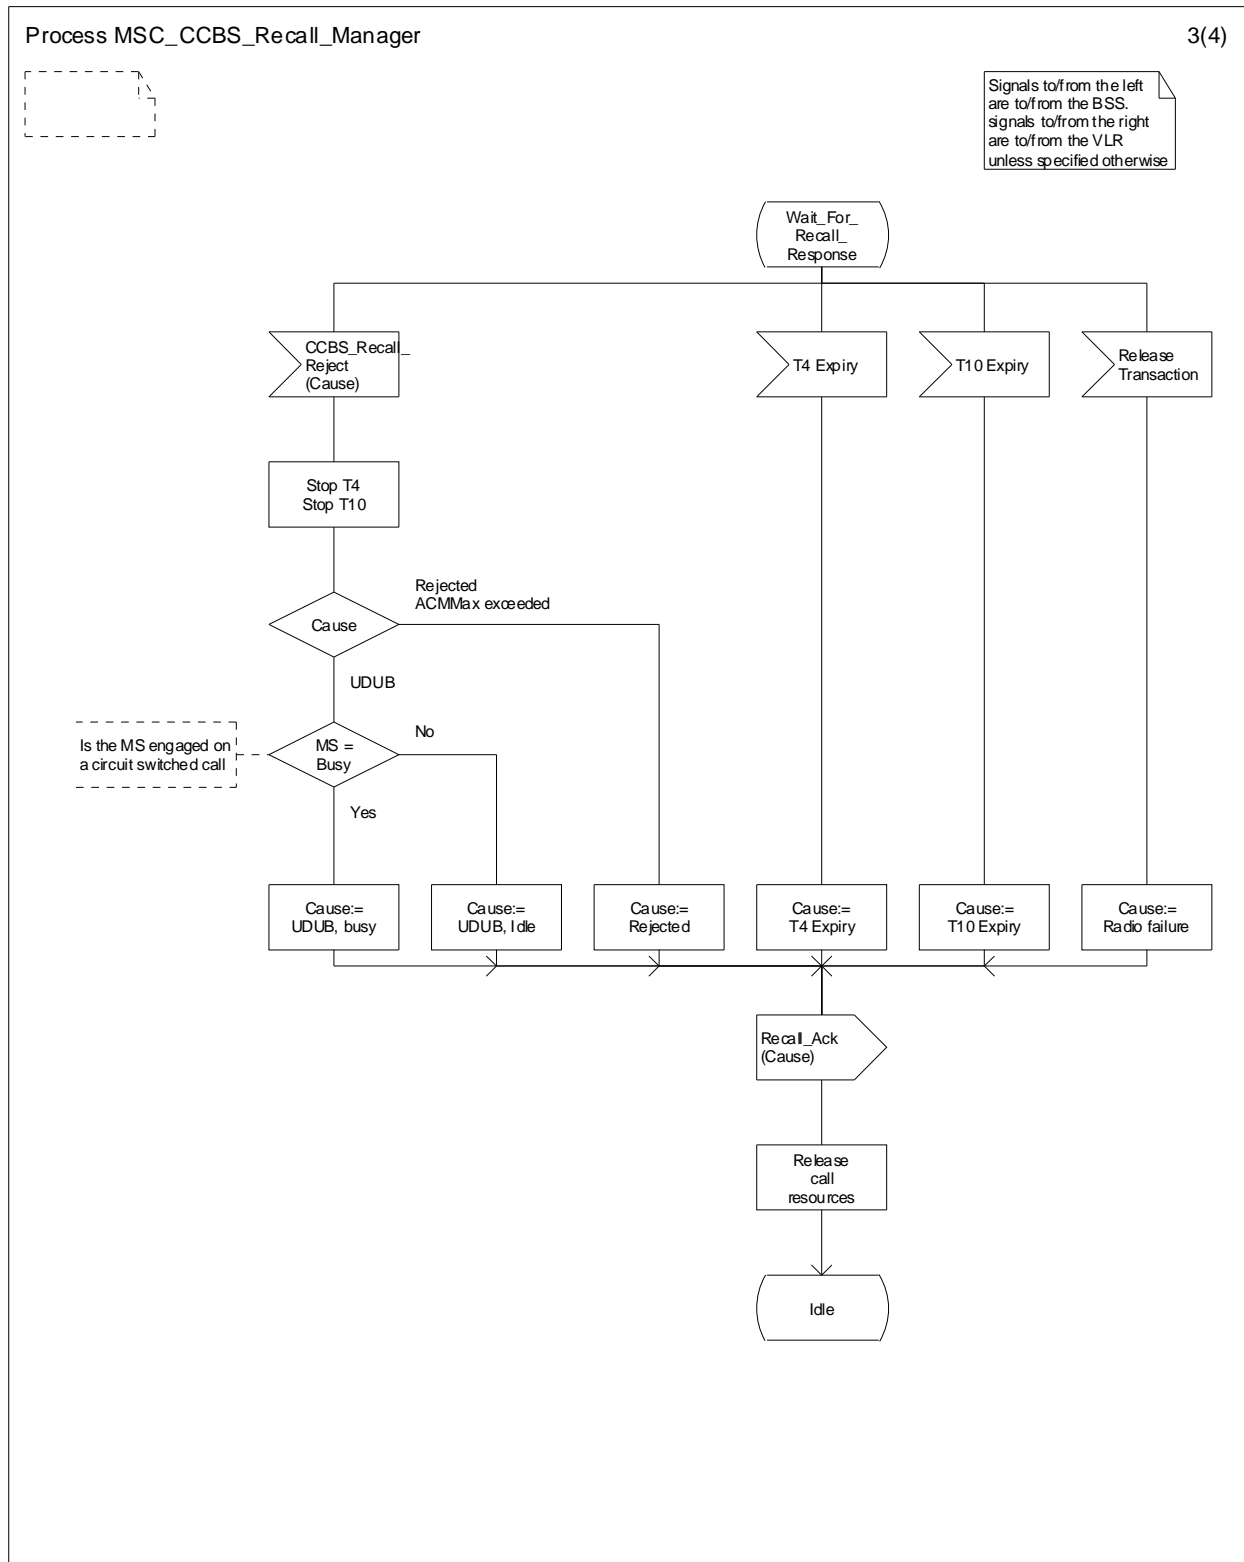 Process MSC_CCBS_Recall_Manager
3(4)
Signals to/from the left
are to/from the BSS.
signals to/from the right
are to/from the VLR
unless specified otherwise
Wait_For_
Recall_
Response
CCBS_Recall_
Reject
(Cause)
T4 Expiry
T10 Expiry
Release
Transaction
Stop T4
Stop T10
Rejected
ACMMax exceeded
Cause
UDUB
Is the MS engaged on
a circuit switched call
MS =
Busy
No
Yes
Cause:=
UDUB, busy
Cause:=
UDUB, Idle
Cause:=
Rejected
Cause:=
T4 Expiry
Cause:=
T10 Expiry
Cause:=
Radio failure
Recall_Ack
(Cause)
Release
call
resources
Idle